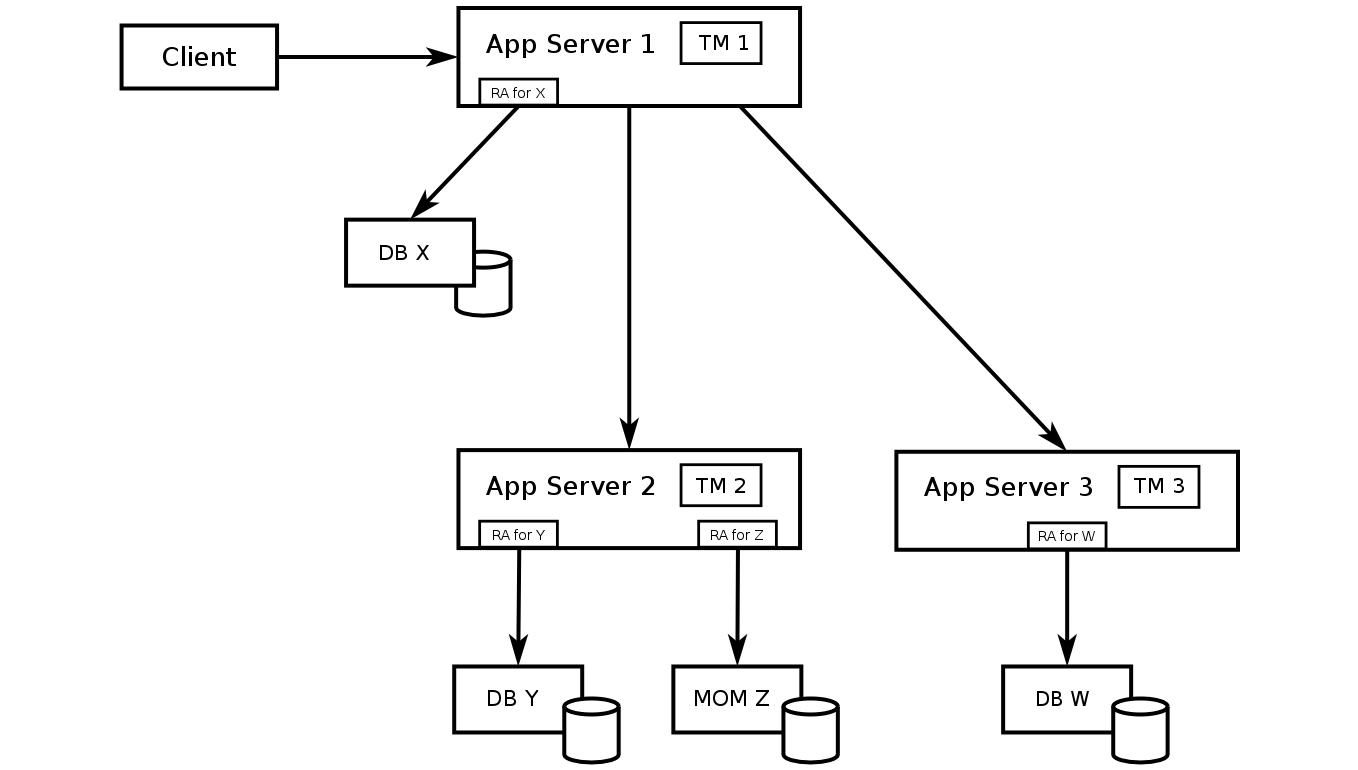 Client
App Server 1
TM 1
RA for X
DB X
App Server 2
TM 2
RA for Y
RA for Z
App Server 3
TM 3
RA for W
DB Y
MOM Z
DB W